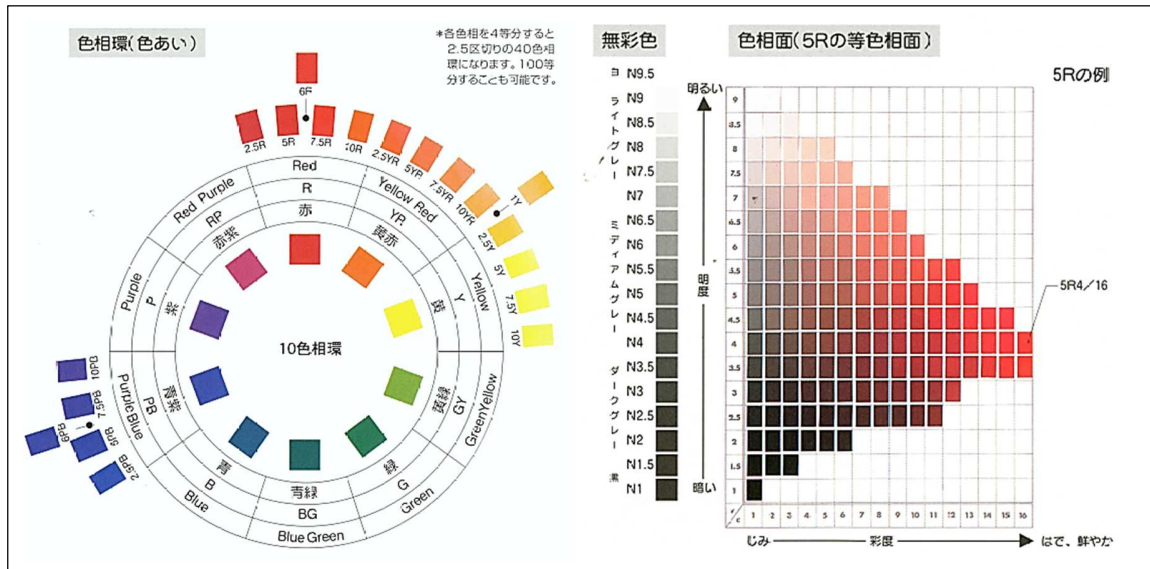 色相環(色あい)
*各色相を4等分すると
2.5区切りの40色相
環になります。100等
分することも可能です。
6R
2.5R
5R
7.5R
10R
2.5YR
5YR
7.5YR
10YR
1Y
2.5Y
5Y
7.5Y
10Y
Red
R
赤
Yellow Red
YR
黄赤
Yellow
Y
黄
Green Yellow
GY
黄緑
Green
G
緑
Blue Green
BG
青緑
Blue
B
青
Purple Blue
PB
青紫
Purple
P
紫
Red Purple
RP
赤紫
10色相環
10PB
7.5PB
6PB
5PB
2.5PB
無彩色
ヨ N9.5
ライトグレー
N9
N8.5
N8
N7.5
N7
ミディアムグレー
N6.5
N6
N5.5
N5
N4.5
N4
ダークグレー
N3.5
N3
N2.5
N2
N1.5
黒
N1
色相面(5Rの等色相面)
5Rの例
明るい
明度
暗い
9
8.5
8
7.5
7
6.5
6
5.5
5
4.5
4
3.5
3
2.5
2
1.5
1
V
C
1 2 3 4 5 6 7 8 9 10 11 12 13 14 15 16
5R4/16
じみ
彩度
はで、鮮やか